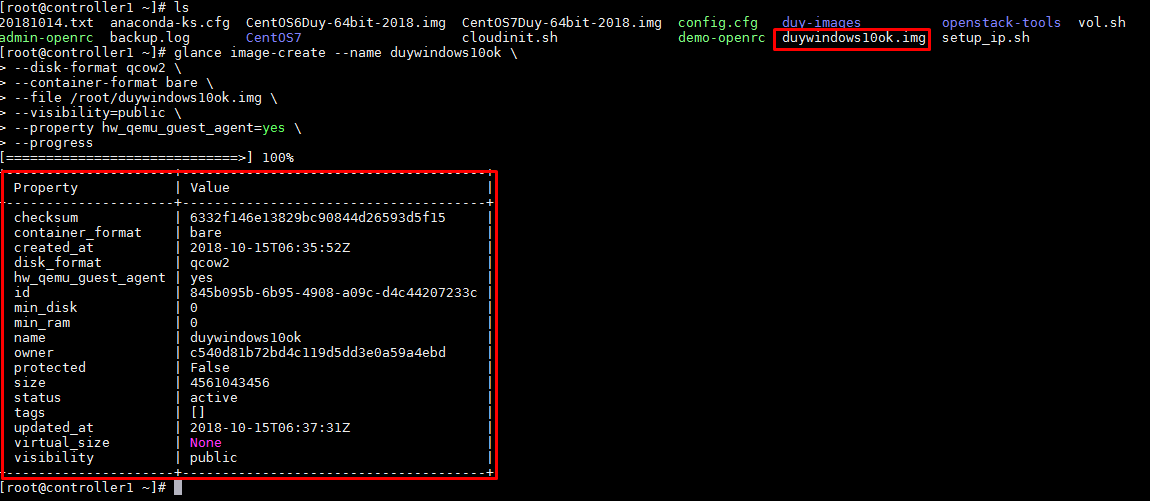 [root@controller1 ~]# ls
20181014.txt anaconda-ks.cfg CentOS6Duy-64bit-2018.img CentOS7Duy-64bit-2018.img config.cfg duy-images openstack-tools vol.sh
admin-openrc backup.log CentOS7 cloudinit.sh demo-openrc duywindows10ok.img setup_ip.sh
[root@controller1 ~]# glance image-create --name duywindows10ok \
> --disk-format qcow2 \
> --container-format bare \
> --file /root/duywindows10ok.img \
> --visibility=public \
> --property hw_qemu_guest_agent=yes \
> --progress
[=============================>] 100%
+---------------------+--------------------------------------+
Property | Value |
+---------------------+--------------------------------------+
checksum | 6332f146e13829bc90844d26593d5f15 |
container_format | bare |
created_at | 2018-10-15T06:35:52Z |
disk_format | qcow2 |
hw_qemu_guest_agent | yes |
id | 845b095b-6b95-4908-a09c-d4c44207233c |
min_disk | 0 |
min_ram | 0 |
name | duywindows10ok |
owner | c540d81b72bd4c119d5dd3e0a59a4ebd |
protected | False |
size | 4561043456 |
status | active |
tags | [] |
updated_at | 2018-10-15T06:37:31Z |
virtual_size | None |
visibility | public |
+---------------------+--------------------------------------+
[root@controller1 ~]#